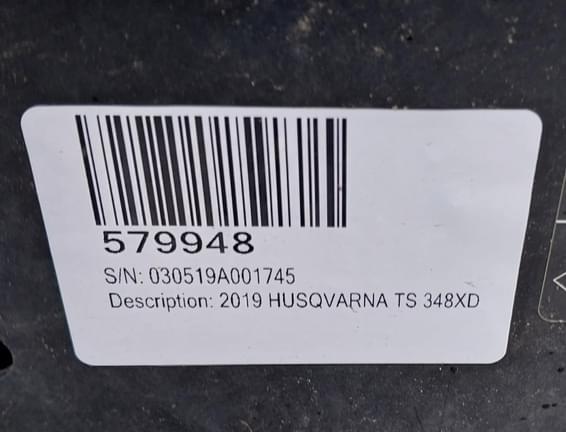 579948
S/N: 030519A001745
Description: 2019 HUSQVARNA TS 348XD